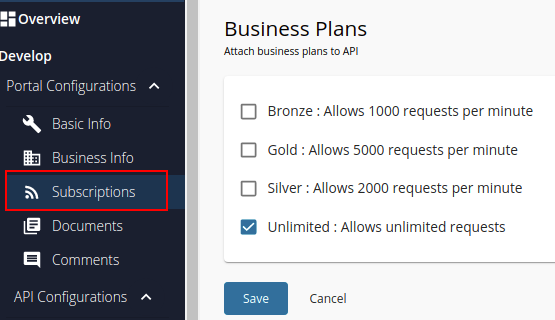 Overview
Develop
Portal Configurations
Basic Info
Business Info
Subscriptions
Documents
Comments
API Configurations
Business Plans
Attach business plans to API
Bronze : Allows 1000 requests per minute
Gold : Allows 5000 requests per minute
Silver : Allows 2000 requests per minute
Unlimited : Allows unlimited requests
Save
Cancel